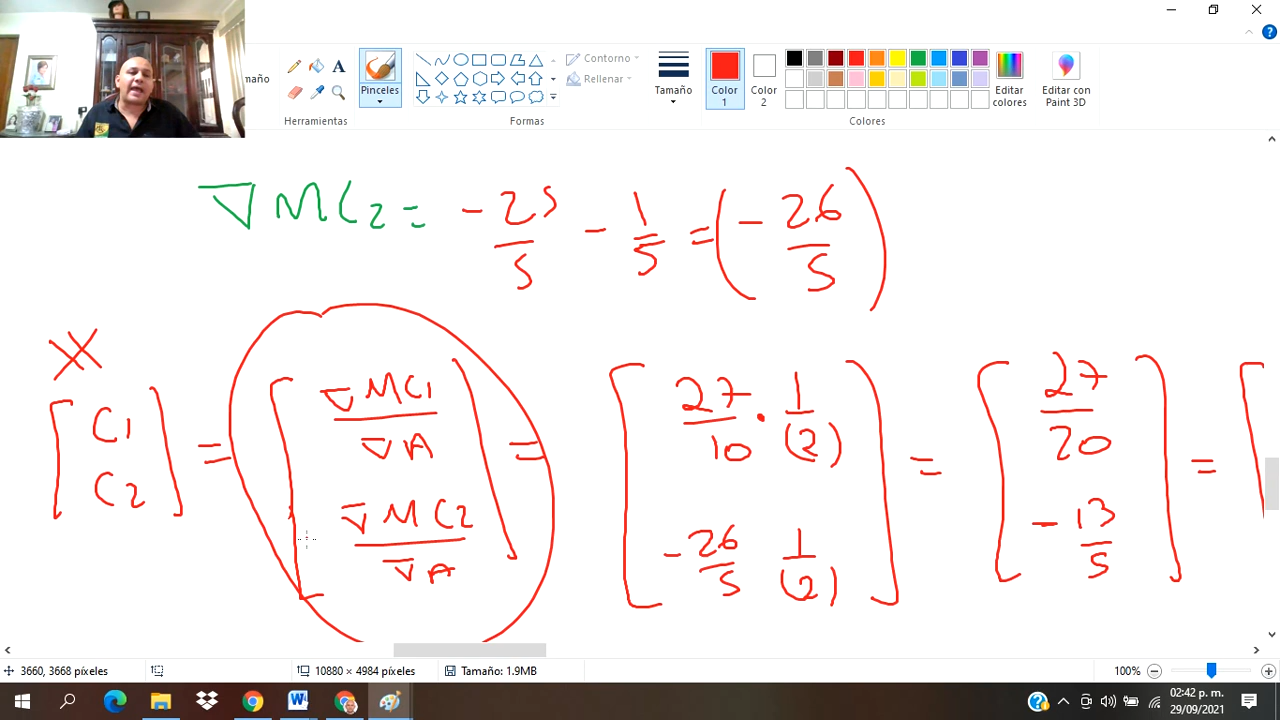 maño
Pinceles
Contorno
Rellenar
Tamaño
Color 1
Color 2
Editar colores
Editar con Paint 3D
Herramientas
Formas
Colores
∇MC2 = - 25/5 - 1/5 = (- 26/5)
[C1 C2] = [∇MC1/∇A ∇MC2/∇A] = [27/10 · 1/(2) -26/5 1/(2)] = [27/20 -13/5] = [
3660, 3668 píxeles
10880 × 4984 píxeles
Tamaño: 1.9MB
100%
02:42 p. m.
29/09/2021